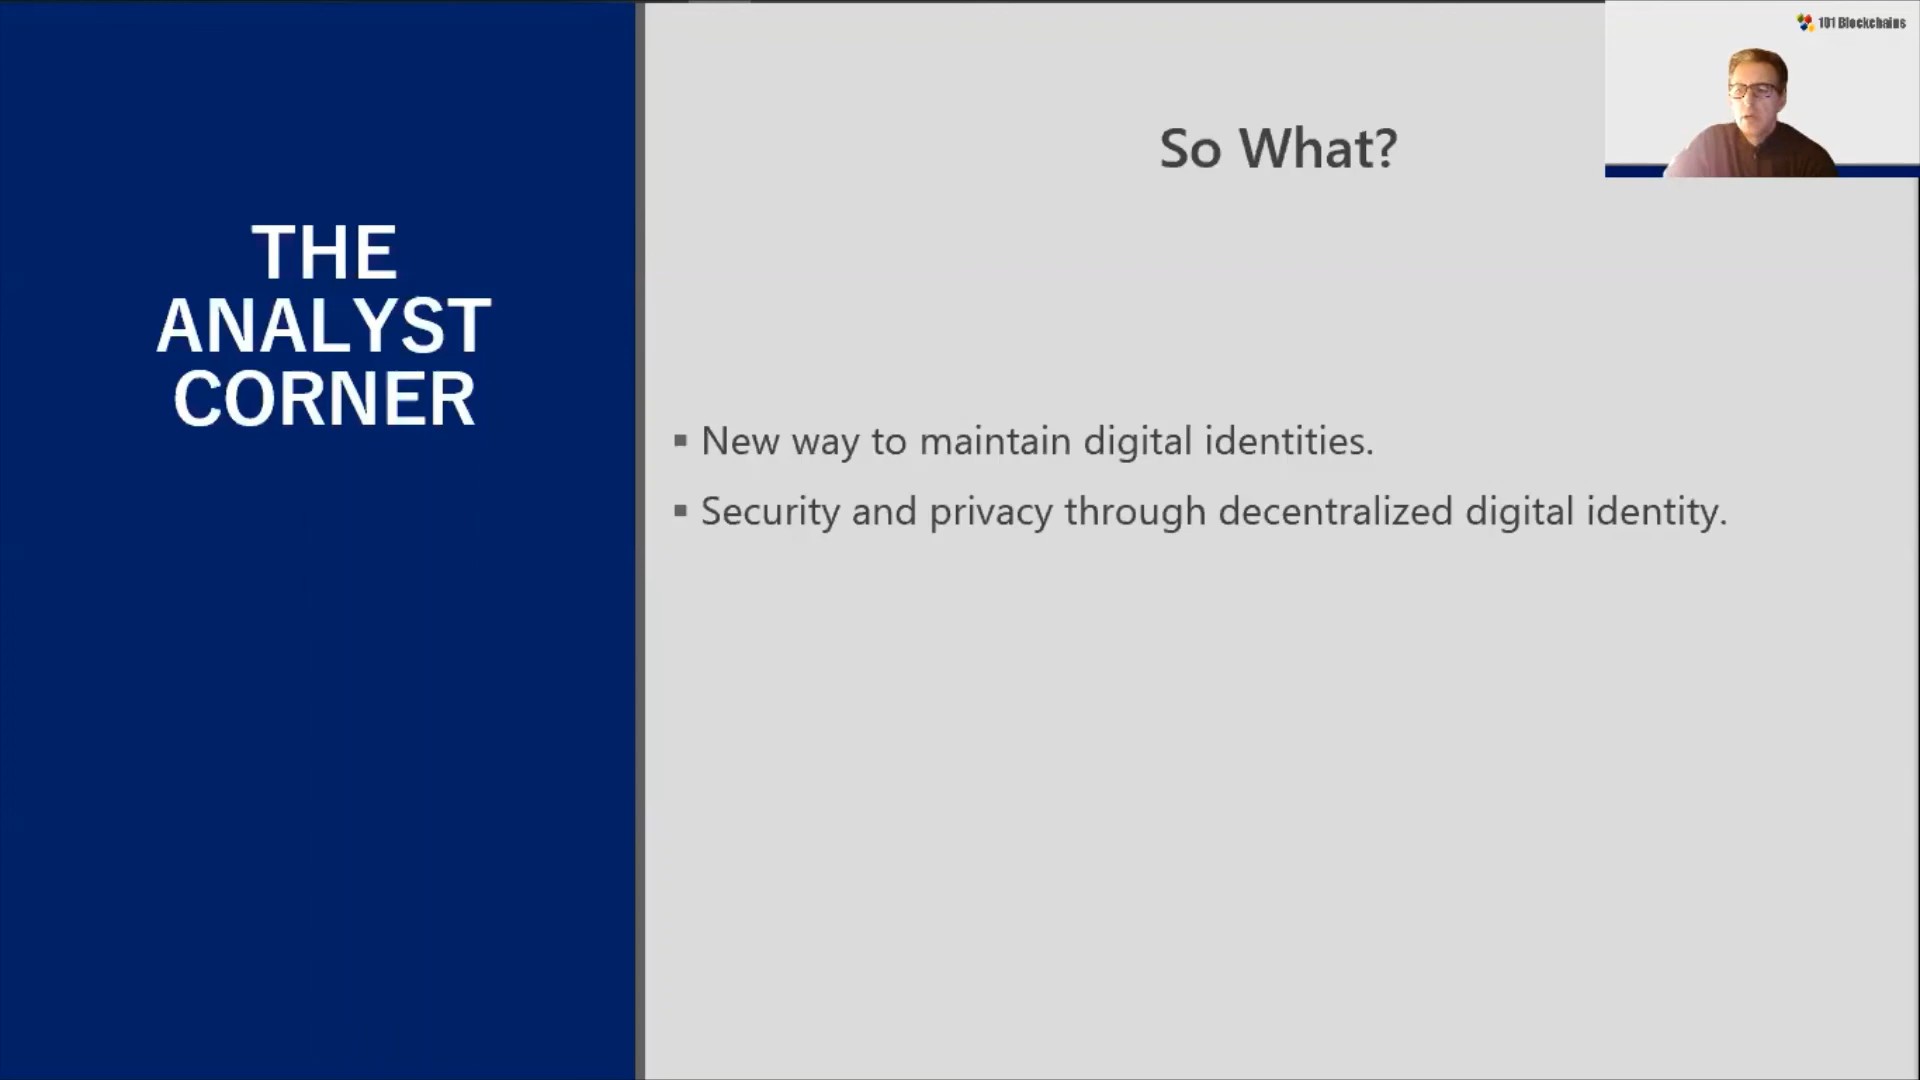 101 Blockchains
So What?
THE
ANALYST
CORNER
▪ New way to maintain digital identities.
▪ Security and privacy through decentralized digital identity.